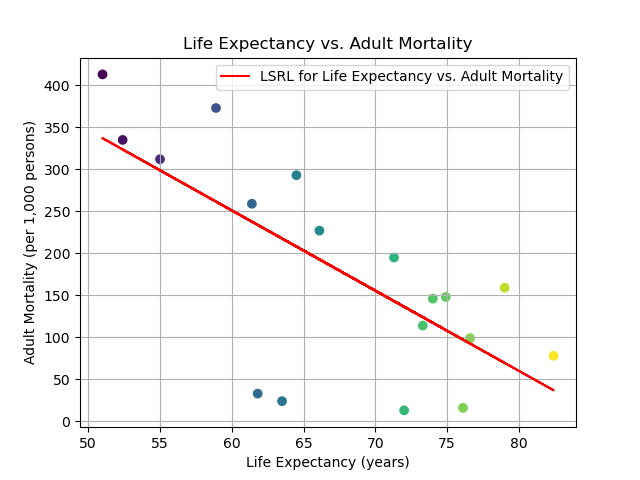 Life Expectancy vs. Adult Mortality
LSRL for Life Expectancy vs. Adult Mortality
Adult Mortality (per 1,000 persons)
400
350
300
250
200
150
100
50
0
50 55 60 65 70 75 80
Life Expectancy (years)